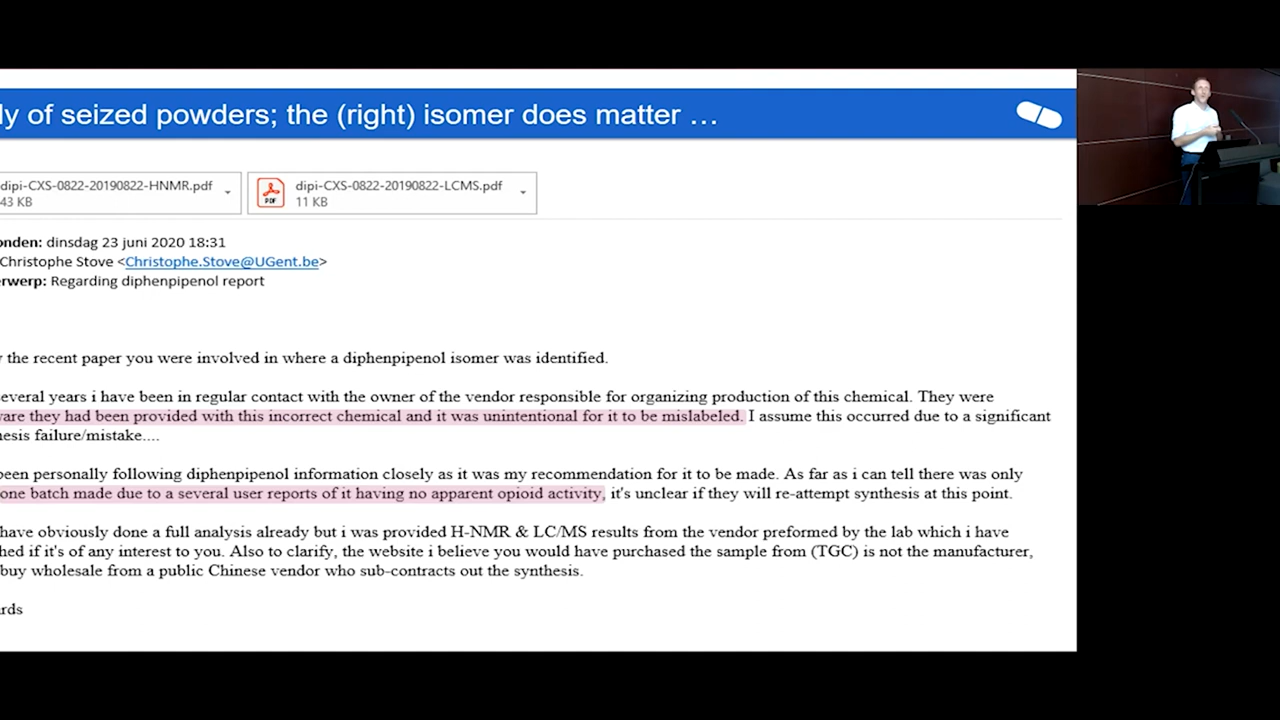 ly of seized powders; the (right) isomer does matter …
dipi-CXS-0822-20190822-HNMR.pdf
43 KB
PDF
dipi-CXS-0822-20190822-LCMS.pdf
11 KB
onden: dinsdag 23 juni 2020 18:31
Christophe Stove <Christophe.Stove@UGent.be>
erwerp: Regarding diphenpipenol report
r the recent paper you were involved in where a diphenpipenol isomer was identified.
everal years i have been in regular contact with the owner of the vendor responsible for organizing production of this chemical. They were
are they had been provided with this incorrect chemical and it was unintentional for it to be mislabeled. I assume this occurred due to a significant
hesis failure/mistake....
been personally following diphenpipenol information closely as it was my recommendation for it to be made. As far as i can tell there was only
one batch made due to a several user reports of it having no apparent opioid activity, it's unclear if they will re-attempt synthesis at this point.
have obviously done a full analysis already but i was provided H-NMR & LC/MS results from the vendor preformed by the lab which i have
hed if it's of any interest to you. Also to clarify, the website i believe you would have purchased the sample from (TGC) is not the manufacturer,
buy wholesale from a public Chinese vendor who sub-contracts out the synthesis.
rds